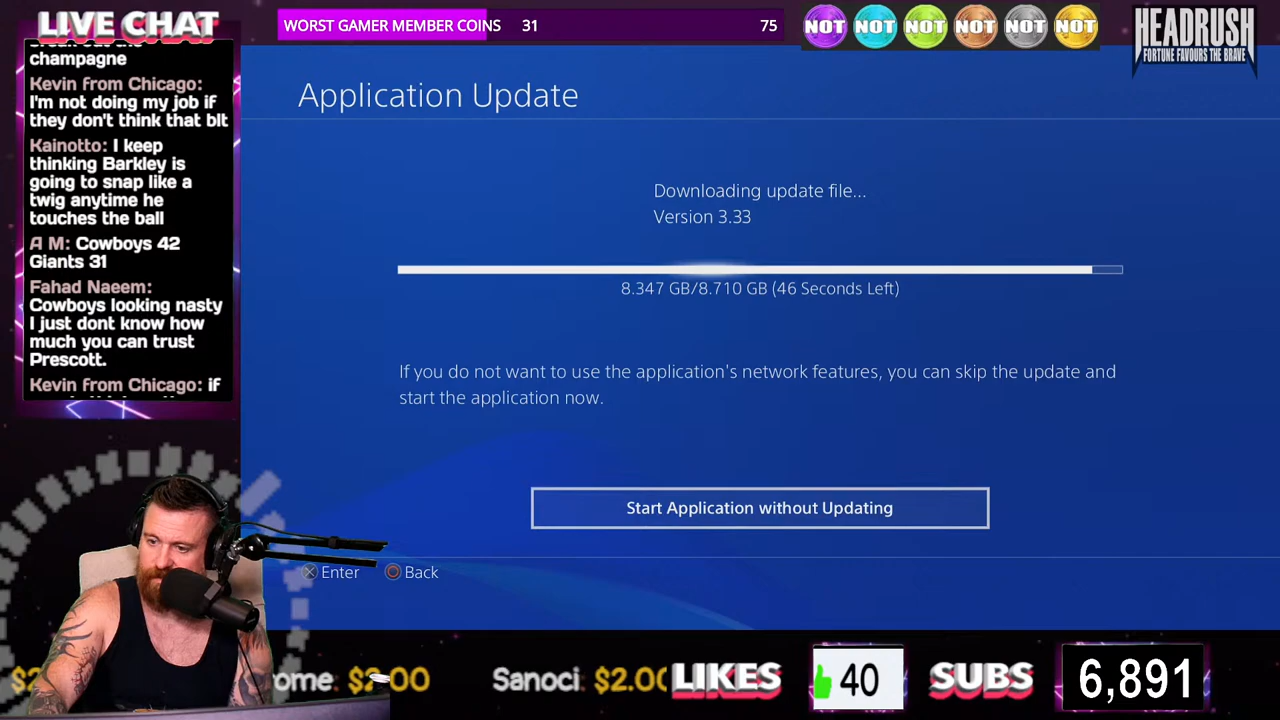 LIVE CHAT
champagne
Kevin from Chicago:
I'm not doing my job if
they don't think that blt
Kainotto: I keep
thinking Barkley is
going to snap like a
twig anytime he
touches the ball
A M: Cowboys 42
Giants 31
Fahad Naeem:
Cowboys looking nasty
I just dont know how
much you can trust
Prescott.
Kevin from Chicago: if
WORST GAMER MEMBER COINS 31 75
NOT NOT NOT NOT NOT NOT
HEADRUSH
FORTUNE FAVOURS THE BRAVE
Application Update
Downloading update file...
Version 3.33
8.347 GB/8.710 GB (46 Seconds Left)
If you do not want to use the application's network features, you can skip the update and
start the application now.
Start Application without Updating
Enter Back
ome: $2.00 Sanoci: $2.00 LIKES 40 SUBS 6,891